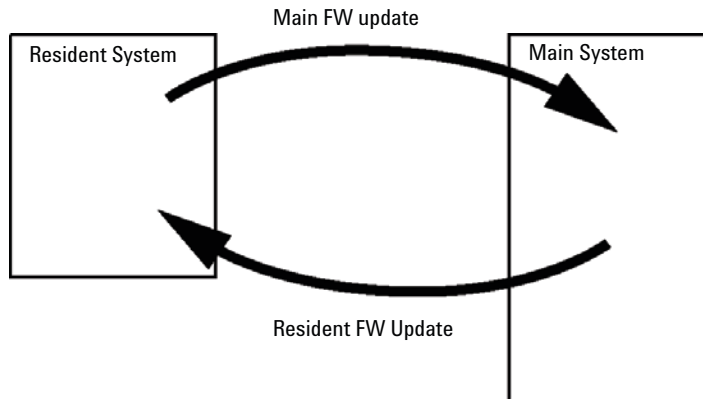 Main FW update
Resident System
Main System
Resident FW Update